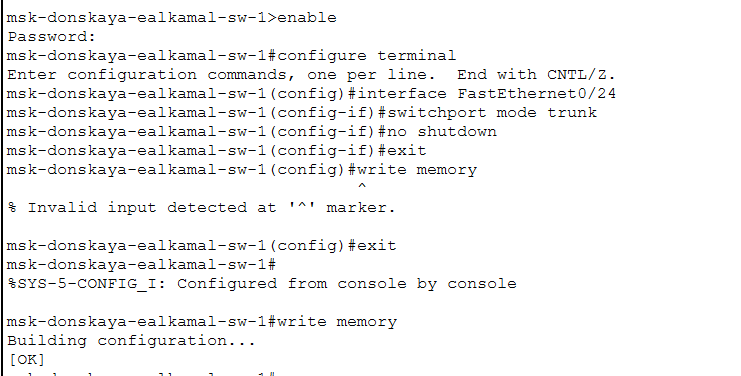 msk-donskaya-ealkamal-sw-1>enable
Password:
msk-donskaya-ealkamal-sw-1#configure terminal
Enter configuration commands, one per line.  End with CNTL/Z.
msk-donskaya-ealkamal-sw-1(config)#interface FastEthernet0/24
msk-donskaya-ealkamal-sw-1(config-if)#switchport mode trunk
msk-donskaya-ealkamal-sw-1(config-if)#no shutdown
msk-donskaya-ealkamal-sw-1(config-if)#exit
msk-donskaya-ealkamal-sw-1(config)#write memory
^
% Invalid input detected at '^' marker.
msk-donskaya-ealkamal-sw-1(config)#exit
msk-donskaya-ealkamal-sw-1#
%SYS-5-CONFIG_I: Configured from console by console
msk-donskaya-ealkamal-sw-1#write memory
Building configuration...
[OK]